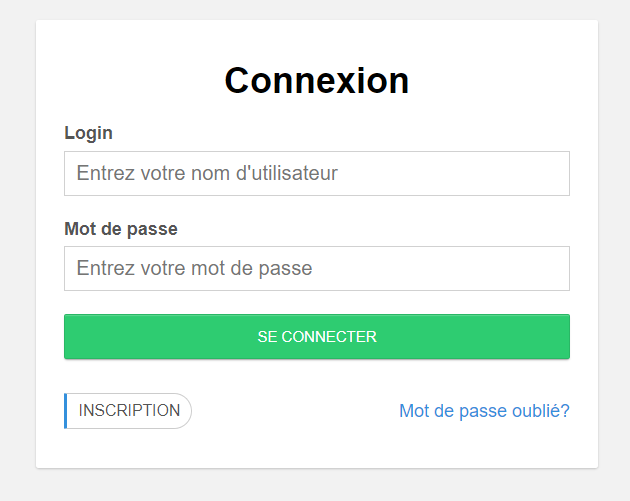 Connexion
Login
Entrez votre nom d'utilisateur
Mot de passe
Entrez votre mot de passe
SE CONNECTER
INSCRIPTION
Mot de passe oublié?